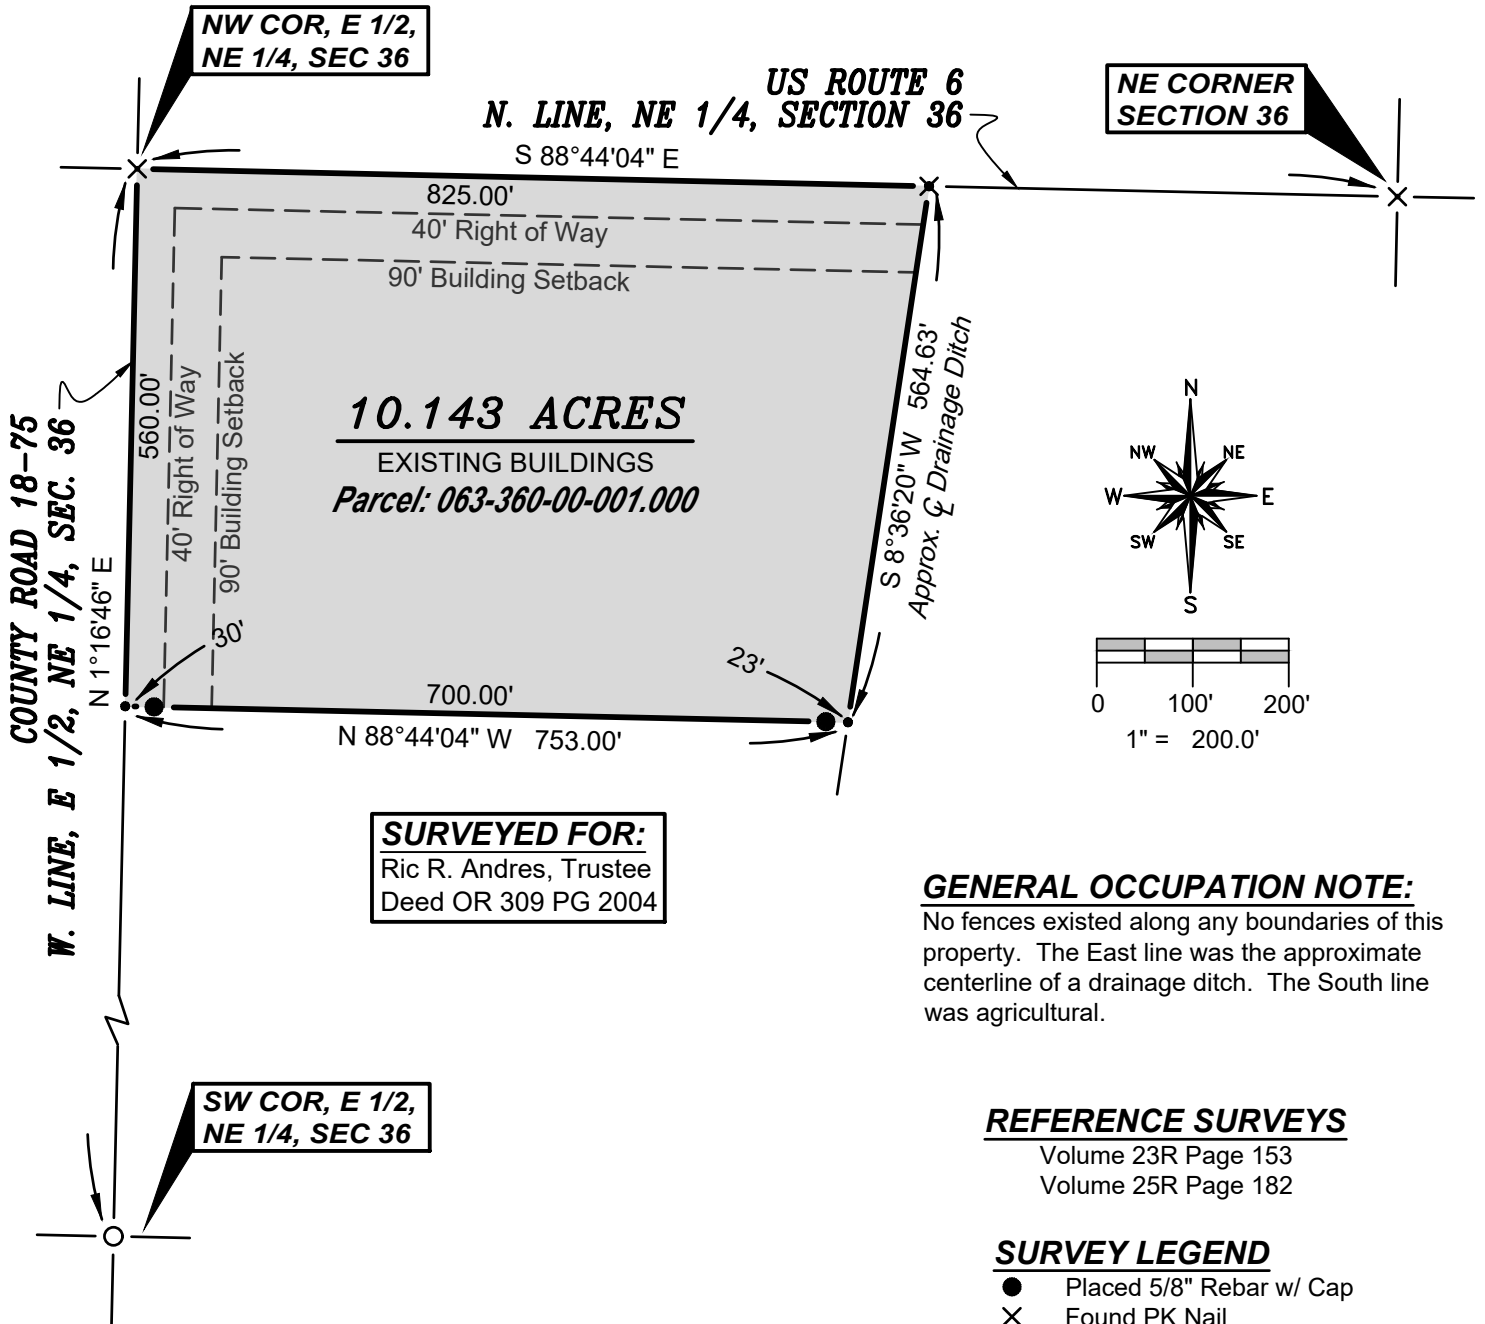 NW COR, E 1/2,
NE 1/4, SEC 36
US ROUTE 6
N. LINE, NE 1/4, SECTION 36
NE CORNER
SECTION 36
S 88°44'04" E
825.00'
40' Right of Way
90' Building Setback
COUNTY ROAD 18-75
W. LINE, E 1/2, NE 1/4, SEC. 36
N 1°16'46" E
560.00'
40' Right of Way
90' Building Setback
10.143 ACRES
EXISTING BUILDINGS
Parcel: 063-360-00-001.000
S 8°36'20" W 564.63'
Approx. ℄ Drainage Ditch
N
NW
NE
W
E
SW
SE
S
30'
23'
700.00'
N 88°44'04" W 753.00'
0 100' 200'
1" = 200.0'
SURVEYED FOR:
Ric R. Andres, Trustee
Deed OR 309 PG 2004
GENERAL OCCUPATION NOTE:
No fences existed along any boundaries of this
property. The East line was the approximate
centerline of a drainage ditch. The South line
was agricultural.
SW COR, E 1/2,
NE 1/4, SEC 36
REFERENCE SURVEYS
Volume 23R Page 153
Volume 25R Page 182
SURVEY LEGEND
Placed 5/8" Rebar w/ Cap
Found PK Nail